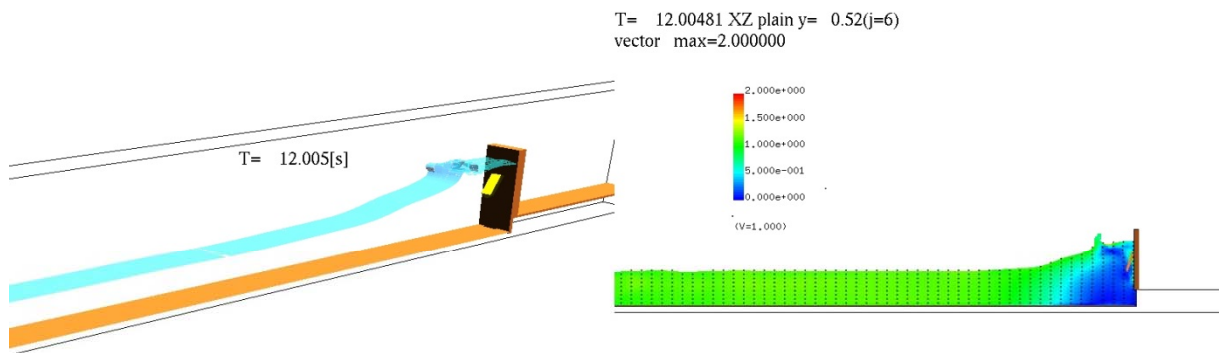 T= 12.005[s]
T= 12.00481 XZ plain y= 0.52(j=6)
vector max=2.000000
2.000e+000
1.500e+000
1.000e+000
5.000e-001
0.000e+000
(V=1.000)